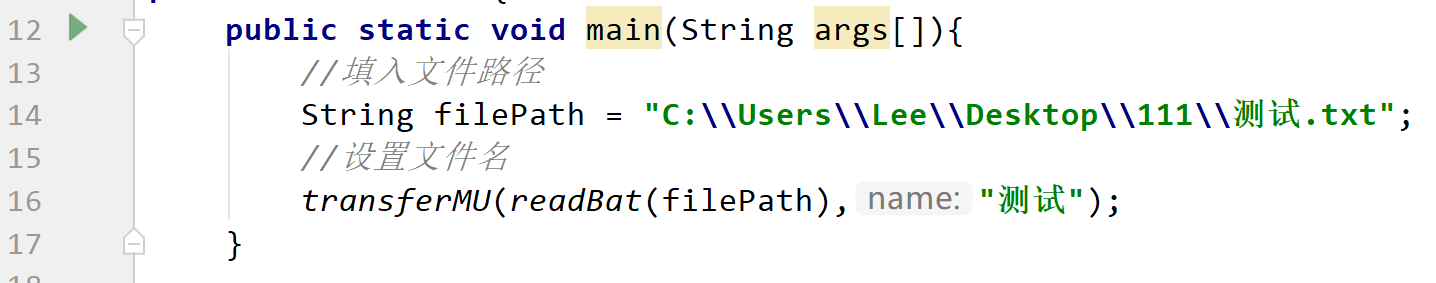 12 public static void main(String args[]){
13 //填入文件路径
14 String filePath = "C:\\Users\\Lee\\Desktop\\111\\测试.txt";
15 //设置文件名
16 transferMU(readBat(filePath), name: "测试");
17 }